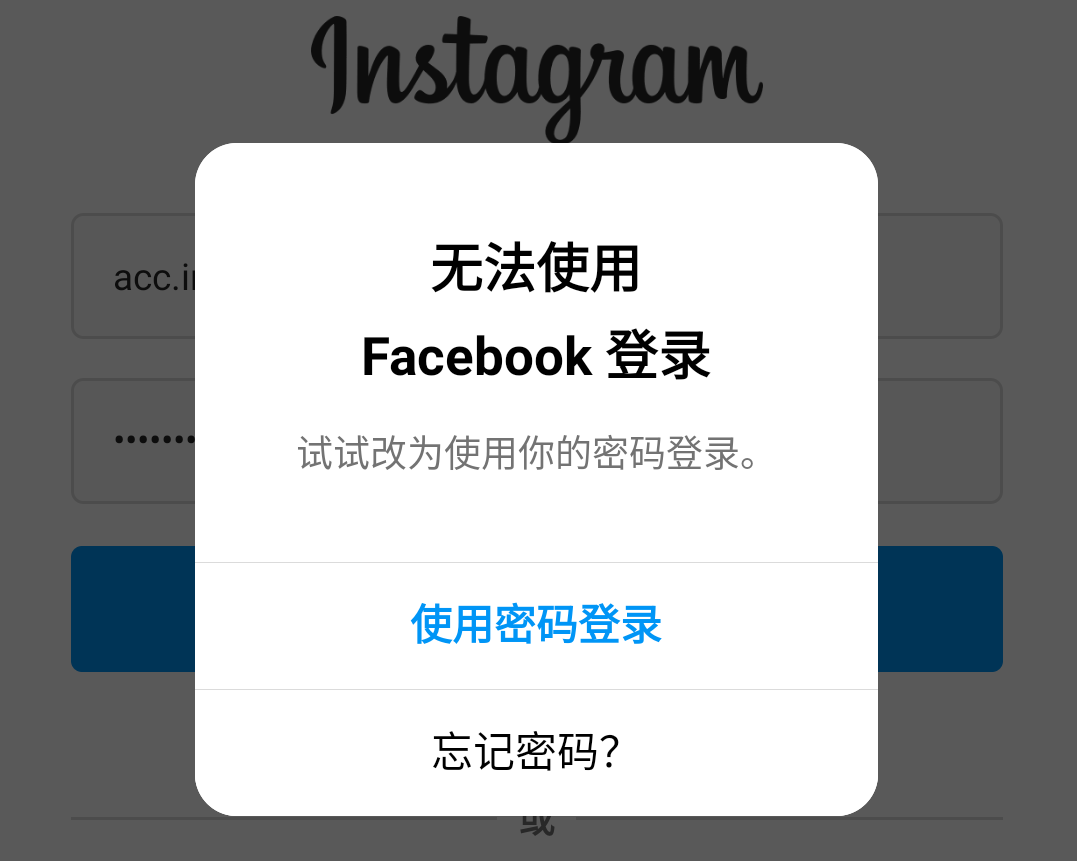 Instagram
acc.i
无法使用
Facebook 登录
试试改为使用你的密码登录。
使用密码登录
忘记密码？
或